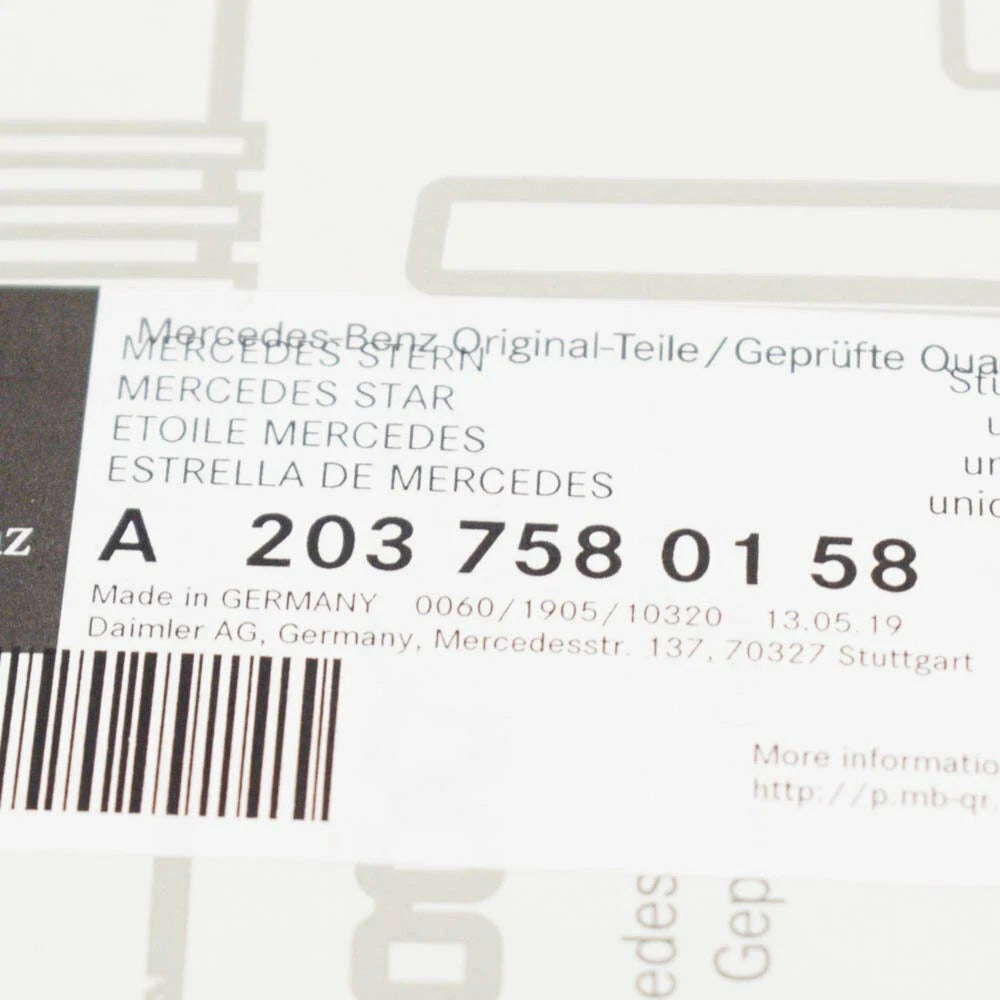 Mercedes-Benz Original-Teile / Geprüfte Qua
MERCEDES STERN
MERCEDES STAR
ETOILE MERCEDES
ESTRELLA DE MERCEDES
A 203 758 01 58
Made in GERMANY 0060/1905/10320 13.05.19
Daimler AG, Germany, Mercedesstr. 137, 70327 Stuttgart
More informatio
http://p.mb-qr.
edes
Gep